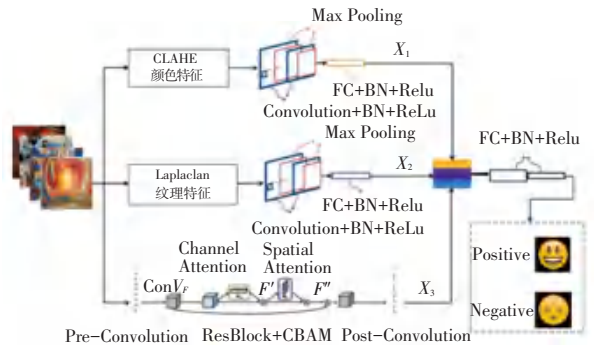 Max Pooling
CLAHE
颜色特征
X1
FC+BN+Relu
Convolution+BN+ReLu
Max Pooling
FC+BN+Relu
Laplaclan
纹理特征
X2
FC+BN+Relu
Convolution+BN+ReLu
Positive
Channel
Attention
Spatial
Attention
ConVF
F′
F″
X3
Negative
Pre-Convolution
ResBlock+CBAM
Post-Convolution